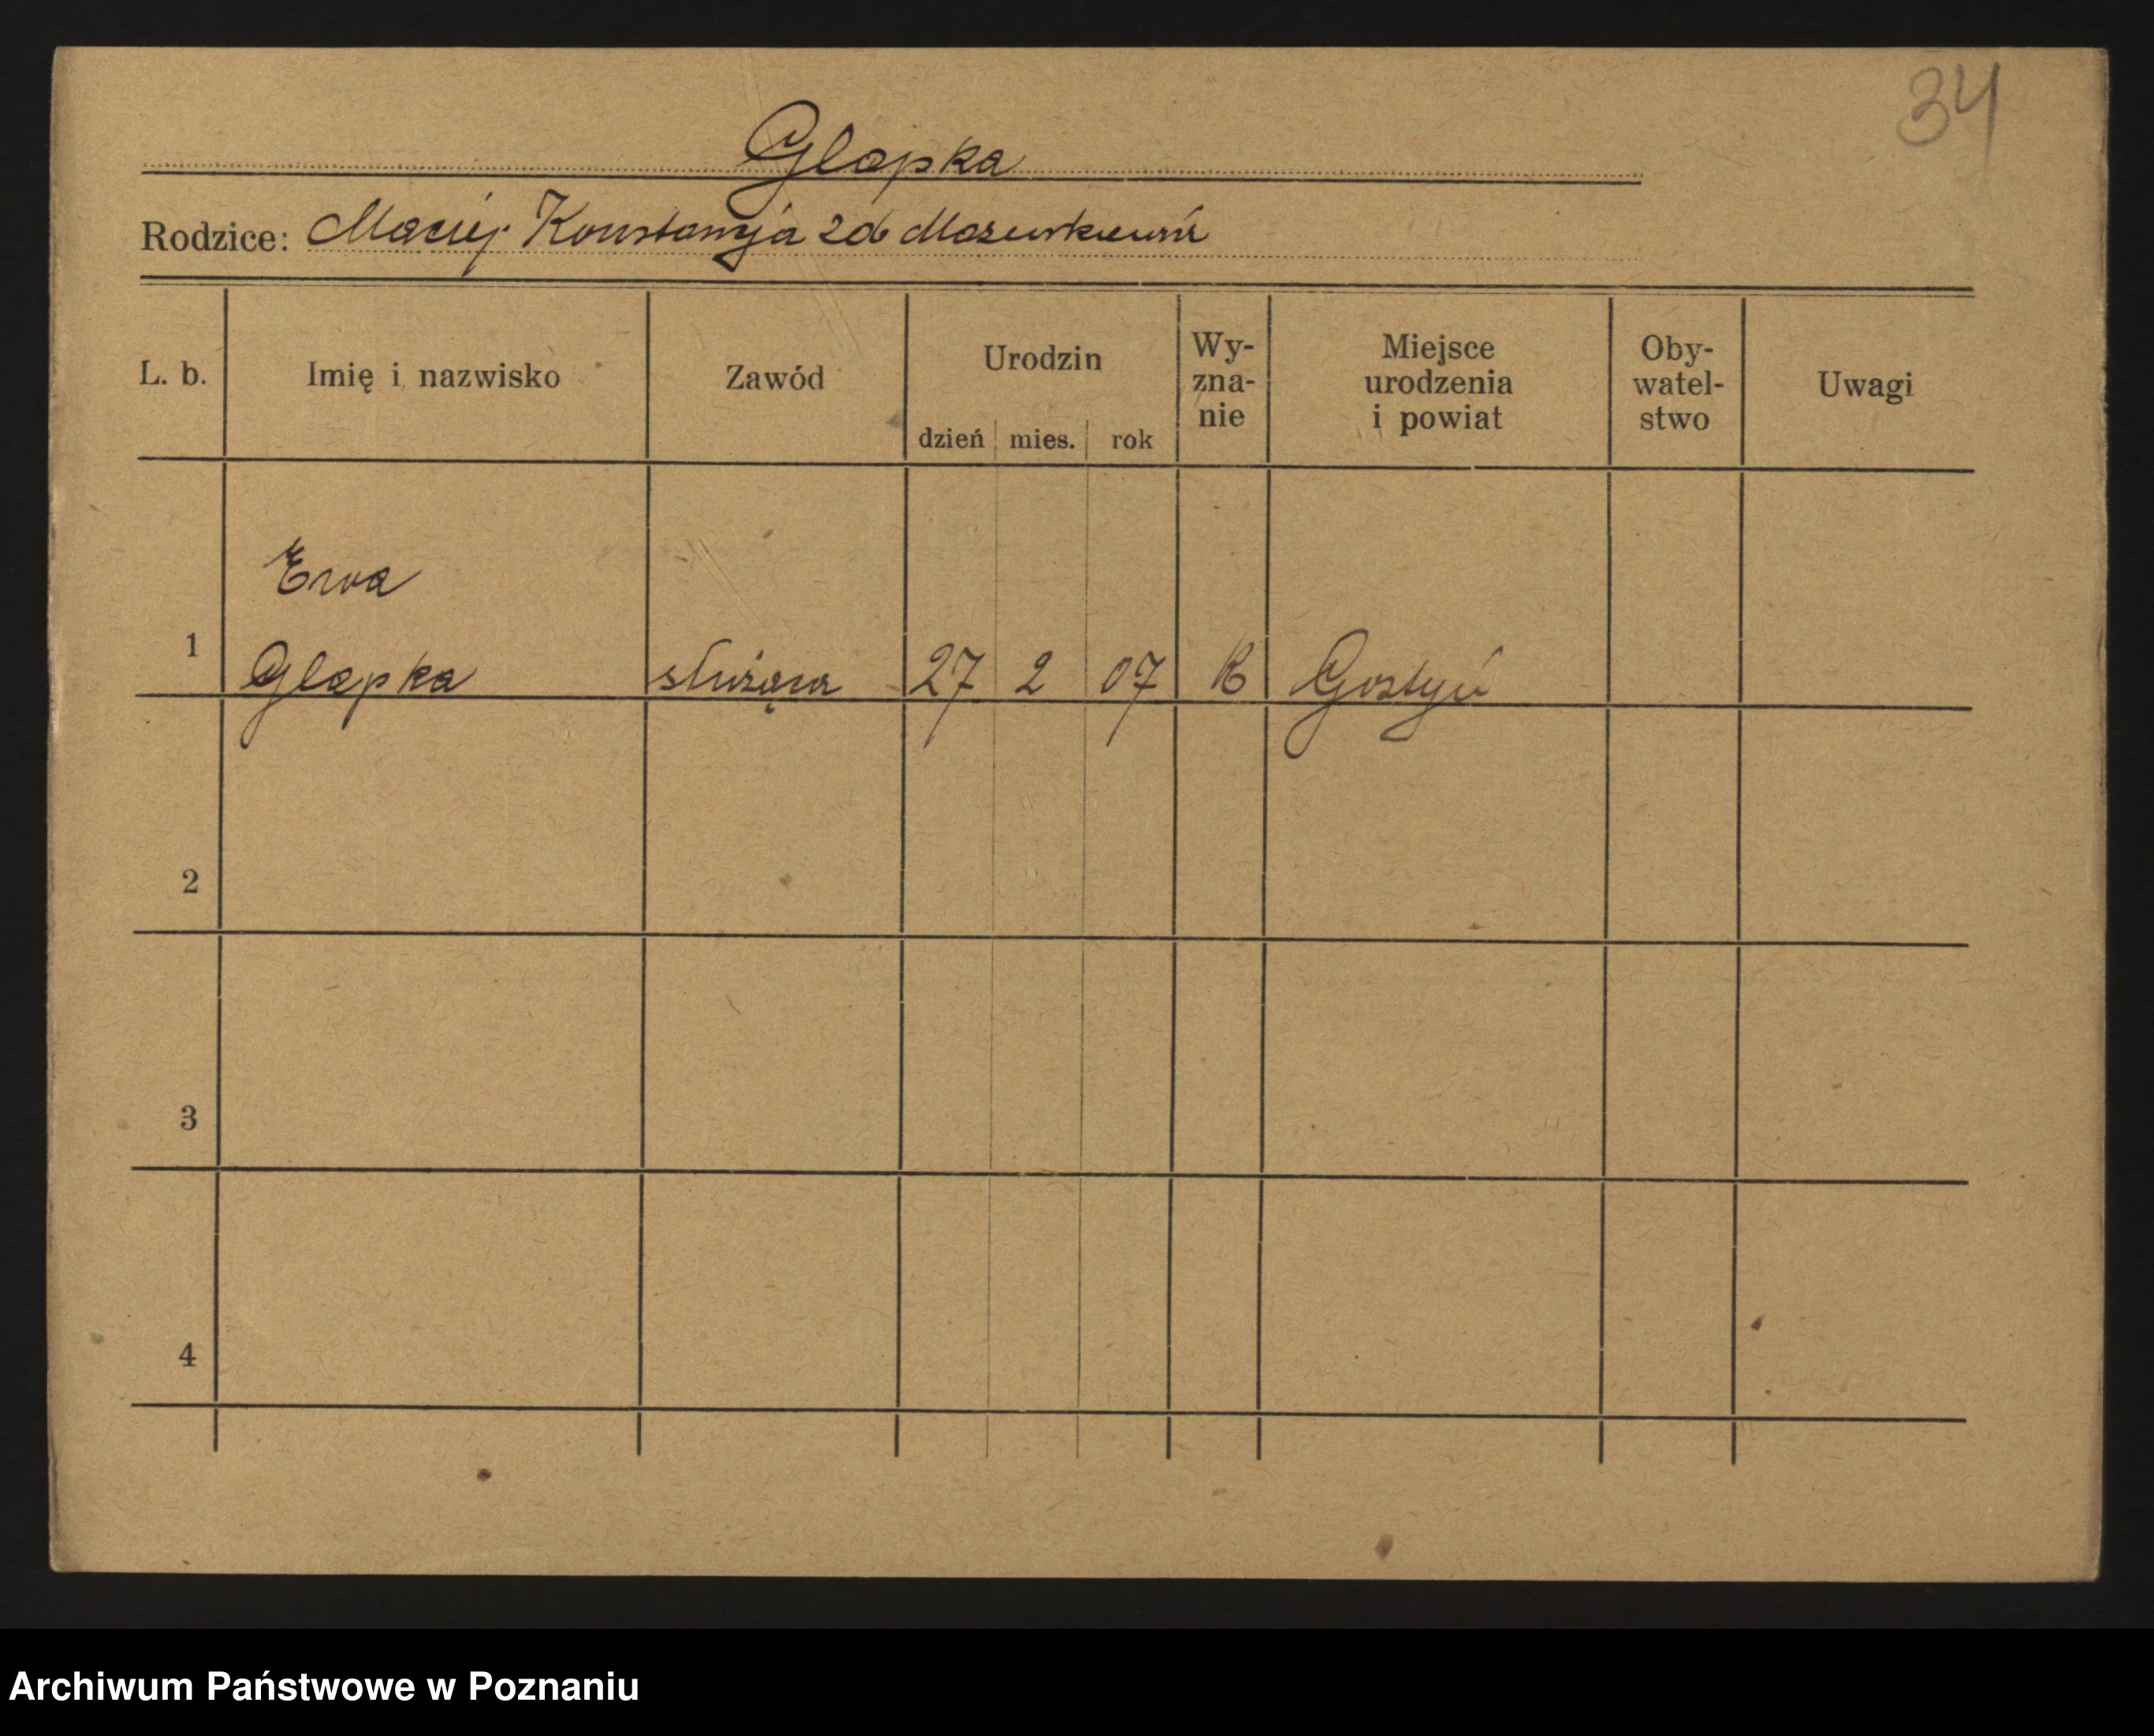 34
Glapka
Rodzice: Maciej Konstancja zd
L. b. Imię i nazwisko Zawód Urodzin dzień mies. rok Wy-zna-nie Miejsce urodzenia i powiat Oby-watel-stwo Uwagi
Ewa
1 Glapka służąca 27 2 07 R Gostyń
2
3
4
Archiwum Państwowe w Poznaniu